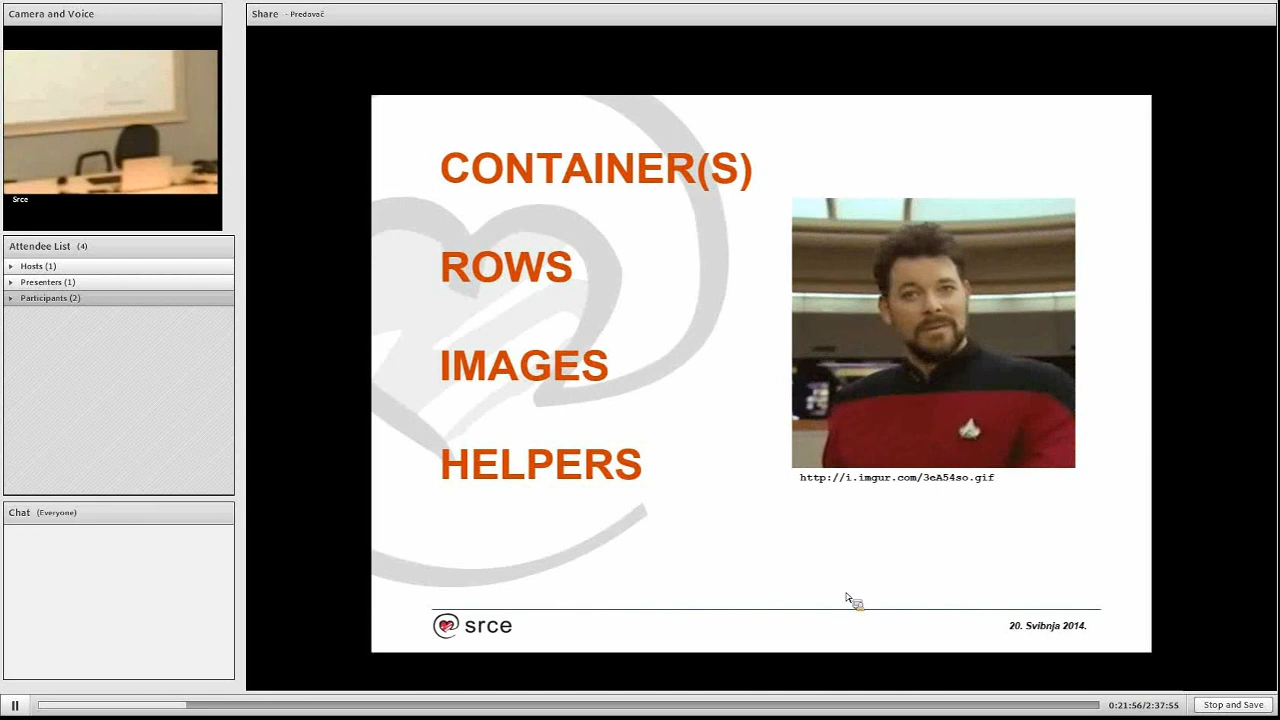 Camera and Voice
Srce
Attendee List (4)
Hosts (1)
Presenters (1)
Participants (2)
Chat (Everyone)
Share - Predavač
CONTAINER(S)
ROWS
IMAGES
HELPERS
http://i.imgur.com/3eA54so.gif
srce
20. Svibnja 2014.
0:21:56/2:37:55
Stop and Save